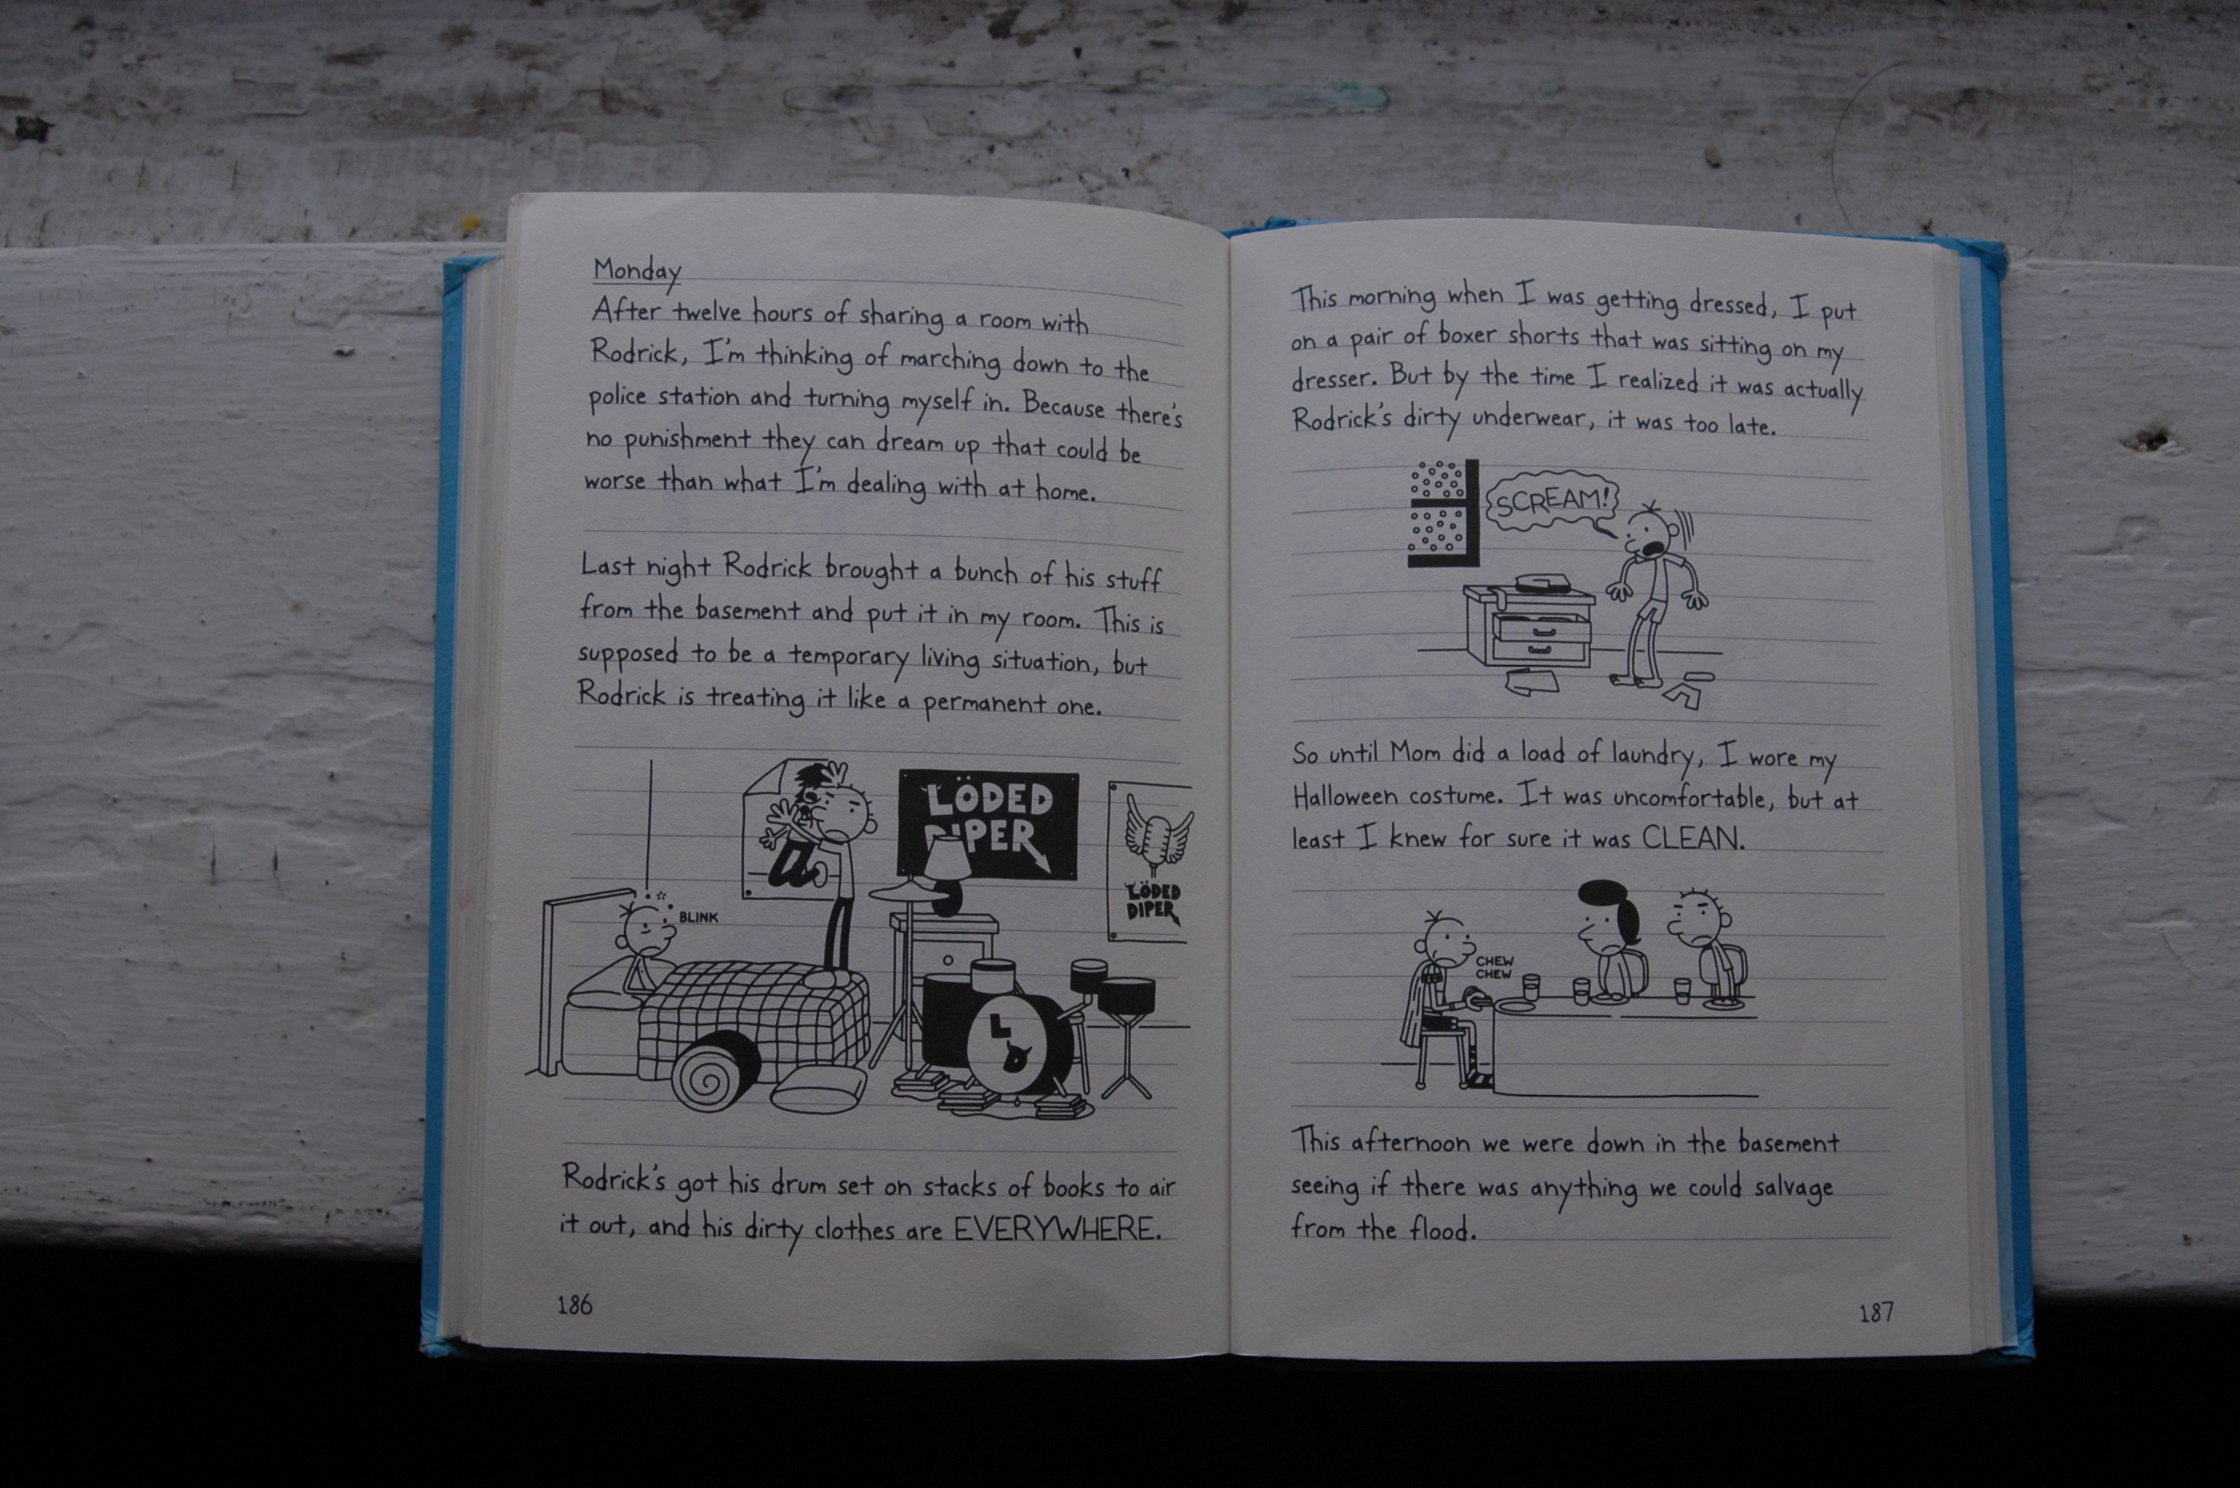 Monday
After twelve hours of sharing a room with
Rodrick, I'm thinking of marching down to the
police station and turning myself in. Because there's
no punishment they can dream up that could be
worse than what I'm dealing with at home.
Last night Rodrick brought a bunch of his stuff
from the basement and put it in my room. This is
supposed to be a temporary living situation, but
Rodrick is treating it like a permanent one.
BLINK
LÖDED
DIPER
LÖDED
DIPER
L
D
Rodrick's got his drum set on stacks of books to air
it out, and his dirty clothes are EVERYWHERE.
186
This morning when I was getting dressed, I put
on a pair of boxer shorts that was sitting on my
dresser. But by the time I realized it was actually
Rodrick's dirty underwear, it was too late.
SCREAM!
So until Mom did a load of laundry, I wore my
Halloween costume. It was uncomfortable, but at
least I knew for sure it was CLEAN.
CHEW
CHEW
This afternoon we were down in the basement
seeing if there was anything we could salvage
from the flood.
187